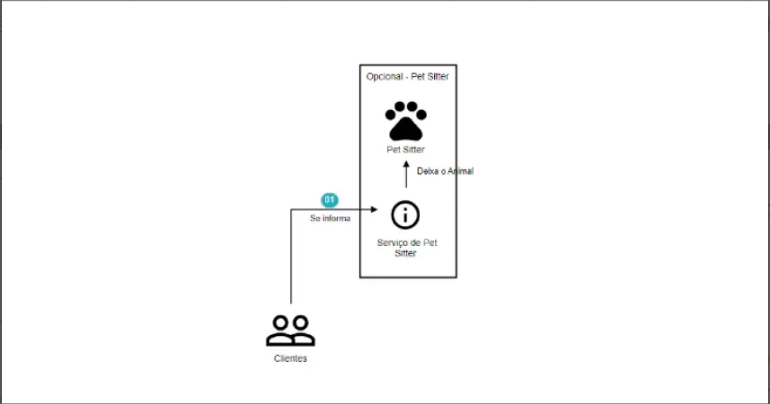 Opcional - Pet Sitter
Pet Sitter
Deixa o Animal
01
Se informa
Serviço de Pet
Sitter
Clientes